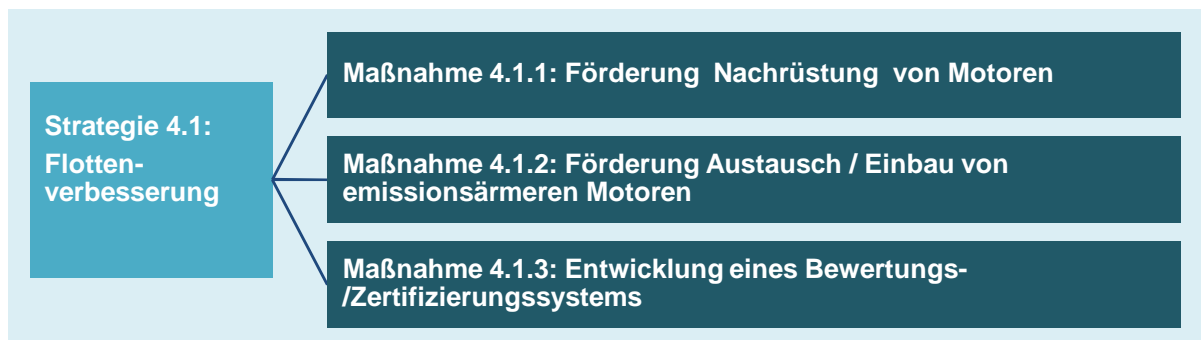 Strategie 4.1:
Flotten-
verbesserung
Maßnahme 4.1.1: Förderung  Nachrüstung  von Motoren
Maßnahme 4.1.2: Förderung Austausch / Einbau von
emissionsärmeren Motoren
Maßnahme 4.1.3: Entwicklung eines Bewertungs-
/Zertifizierungssystems